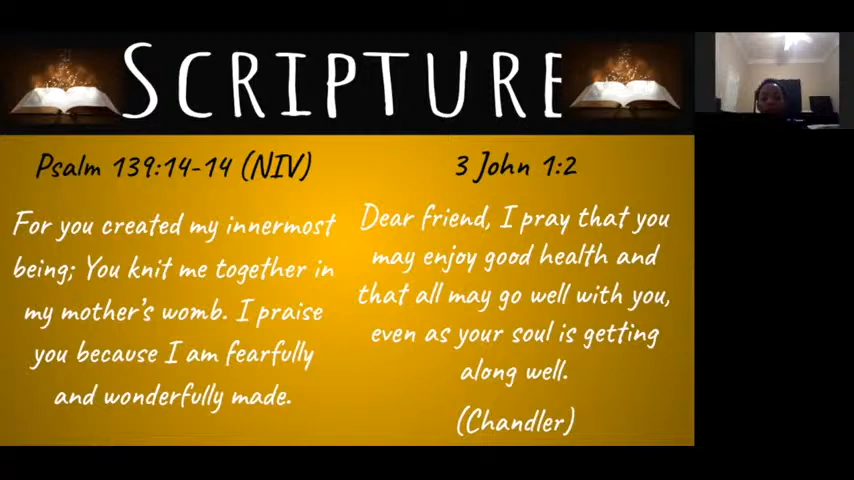 SCRIPTURE
Psalm 139:14-14 (NIV)
For you created my innermost
being; You knit me together in
my mother's womb. I praise
you because I am fearfully
and wonderfully made.
3 John 1:2
Dear friend, I pray that you
may enjoy good health and
that all may go well with you,
even as your soul is getting
along well.
(Chandler)